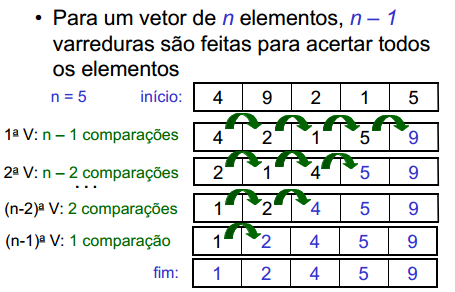 • Para um vetor de n elementos, n – 1
varreduras são feitas para acertar todos
os elementos
n = 5 início: 4 9 2 1 5
1ª V: n – 1 comparações 4 2 1 5 9
2ª V: n – 2 comparações 2 1 4 5 9
...
(n-2)ª V: 2 comparações 1 2 4 5 9
(n-1)ª V: 1 comparação 1 2 4 5 9
fim: 1 2 4 5 9